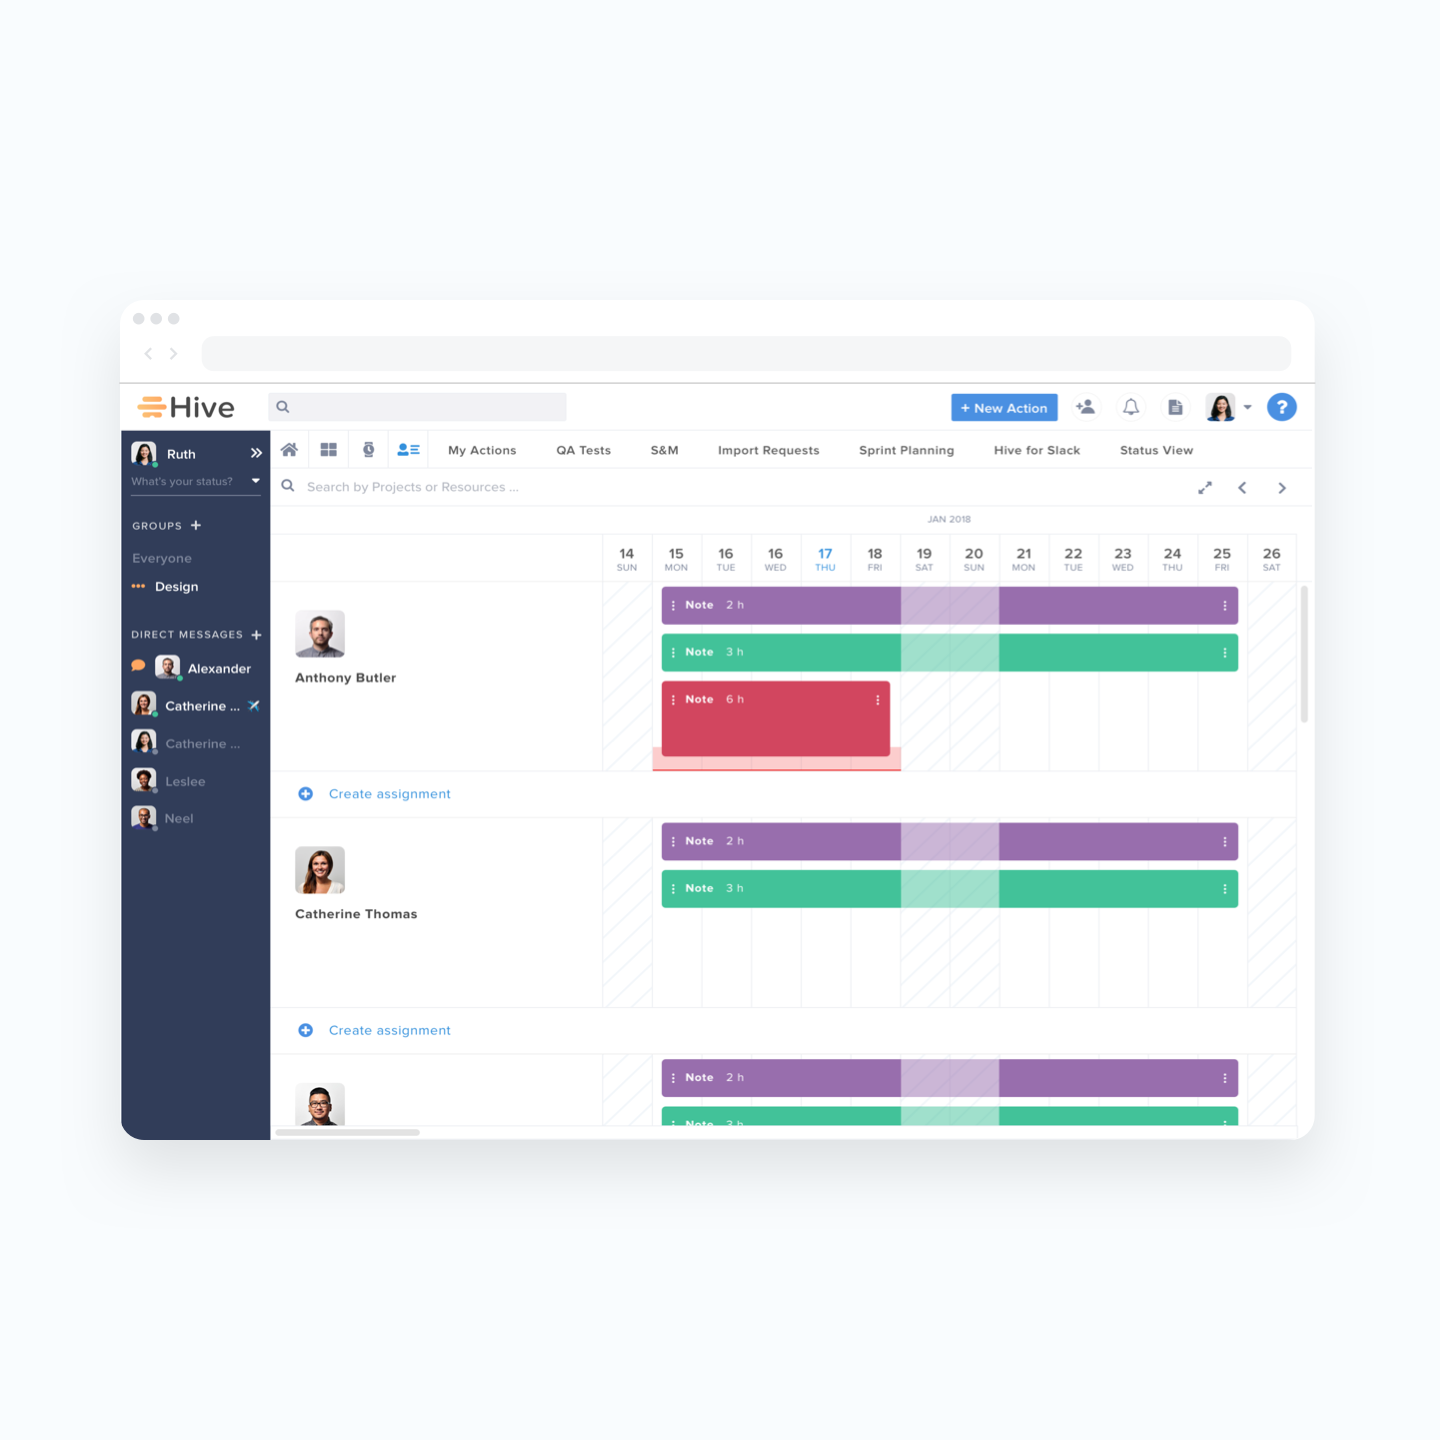 Hive
+ New Action
?
Ruth
My Actions
QA Tests
S&M
Import Requests
Sprint Planning
Hive for Slack
Status View
What's your status?
Search by Projects or Resources ...
JAN 2018
GROUPS +
Everyone
Design
14 15 16 16 17 18 19 20 21 22 23 24 25 26
SUN MON TUE WED THU FRI SAT SUN MON TUE WED THU FRI SAT
DIRECT MESSAGES +
Alexander
Catherine ...
Catherine ...
Leslee
Neel
Anthony Butler
Note 2 h
Note 3 h
Note 6 h
Create assignment
Catherine Thomas
Note 2 h
Note 3 h
Create assignment
Note 2 h
Note 3 h